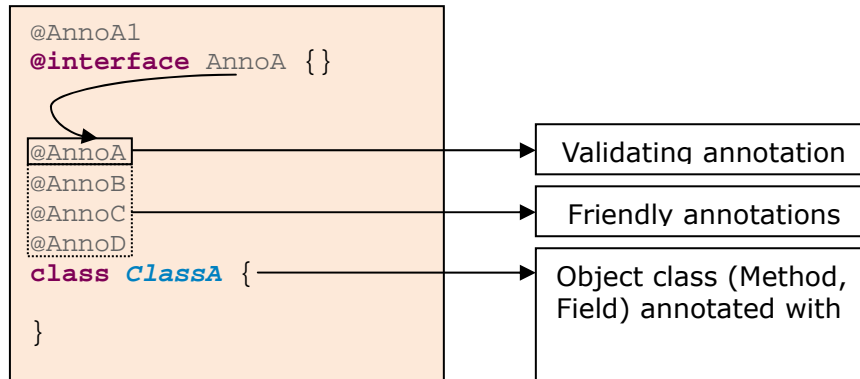 @AnnoA1
@interface AnnoA {}
@AnnoA
@AnnoB
@AnnoC
@AnnoD
class ClassA {
}
Validating annotation
Friendly annotations
Object class (Method,
Field) annotated with